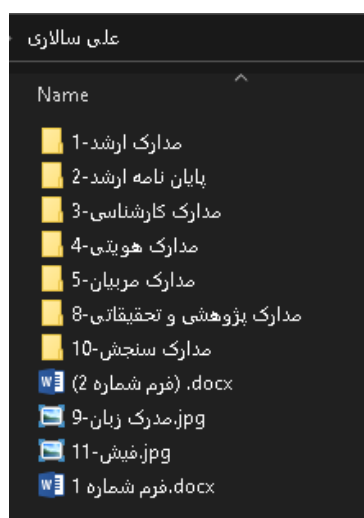 علی سالاری
Name
1-مدارک ارشد
2-پایان نامه ارشد
3-مدارک کارشناسی
4-مدارک هویتی
5-مدارک مربیان
8-مدارک پژوهشی و تحقیقاتی
10-مدارک سنجش
(فرم شماره 2) .docx
9-مدرک زبان.jpg
11-فیش.jpg
فرم شماره 1.docx